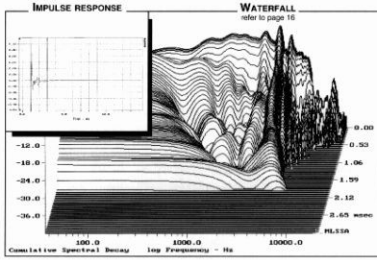 IMPULSE RESPONSE
WATERFALL
refer to page 16
-12.0
-18.0
-24.0
-30.0
-36.0
0.00
0.53
1.06
1.59
2.12
2.65 msec
MLSSA
100.0
1000.0
10000.0
Cumulative Spectral Decay log Frequency - Hz